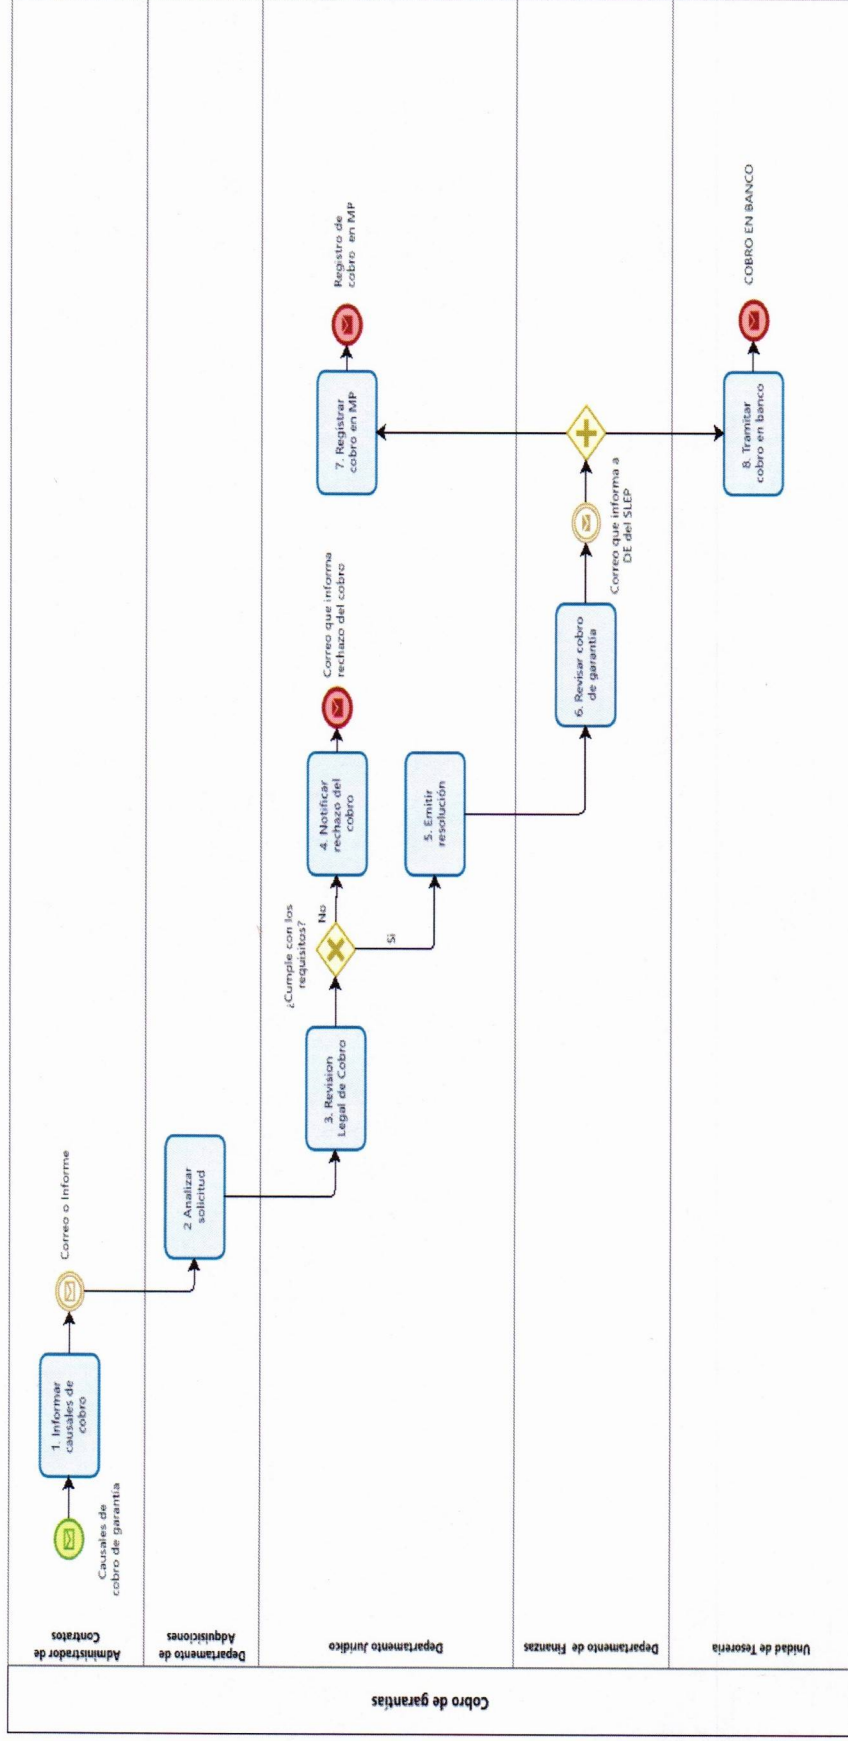 Cobro de garantías
Administrador de
Contratos
Causales de
cobro de garantía
1. Informar
causales de
cobro
Correo o Informe
Departamento de
Adquisiciones
2 Analizar
solicitud
Departamento Jurídico
3. Revision
Legal de Cobro
¿Cumple con los
requisitos?
No
Si
4. Notificar
rechazo del
cobro
Correo que informa
rechazo del cobro
5. Emitir
resolución
7. Registrar
cobro en MP
Registro de
cobro en MP
Departamento de Finanzas
6. Revisar cobro
de garantía
Correo que informa a
DE del SLEP
Unidad de Tesorería
8. Tramitar
cobro en banco
COBRO EN BANCO